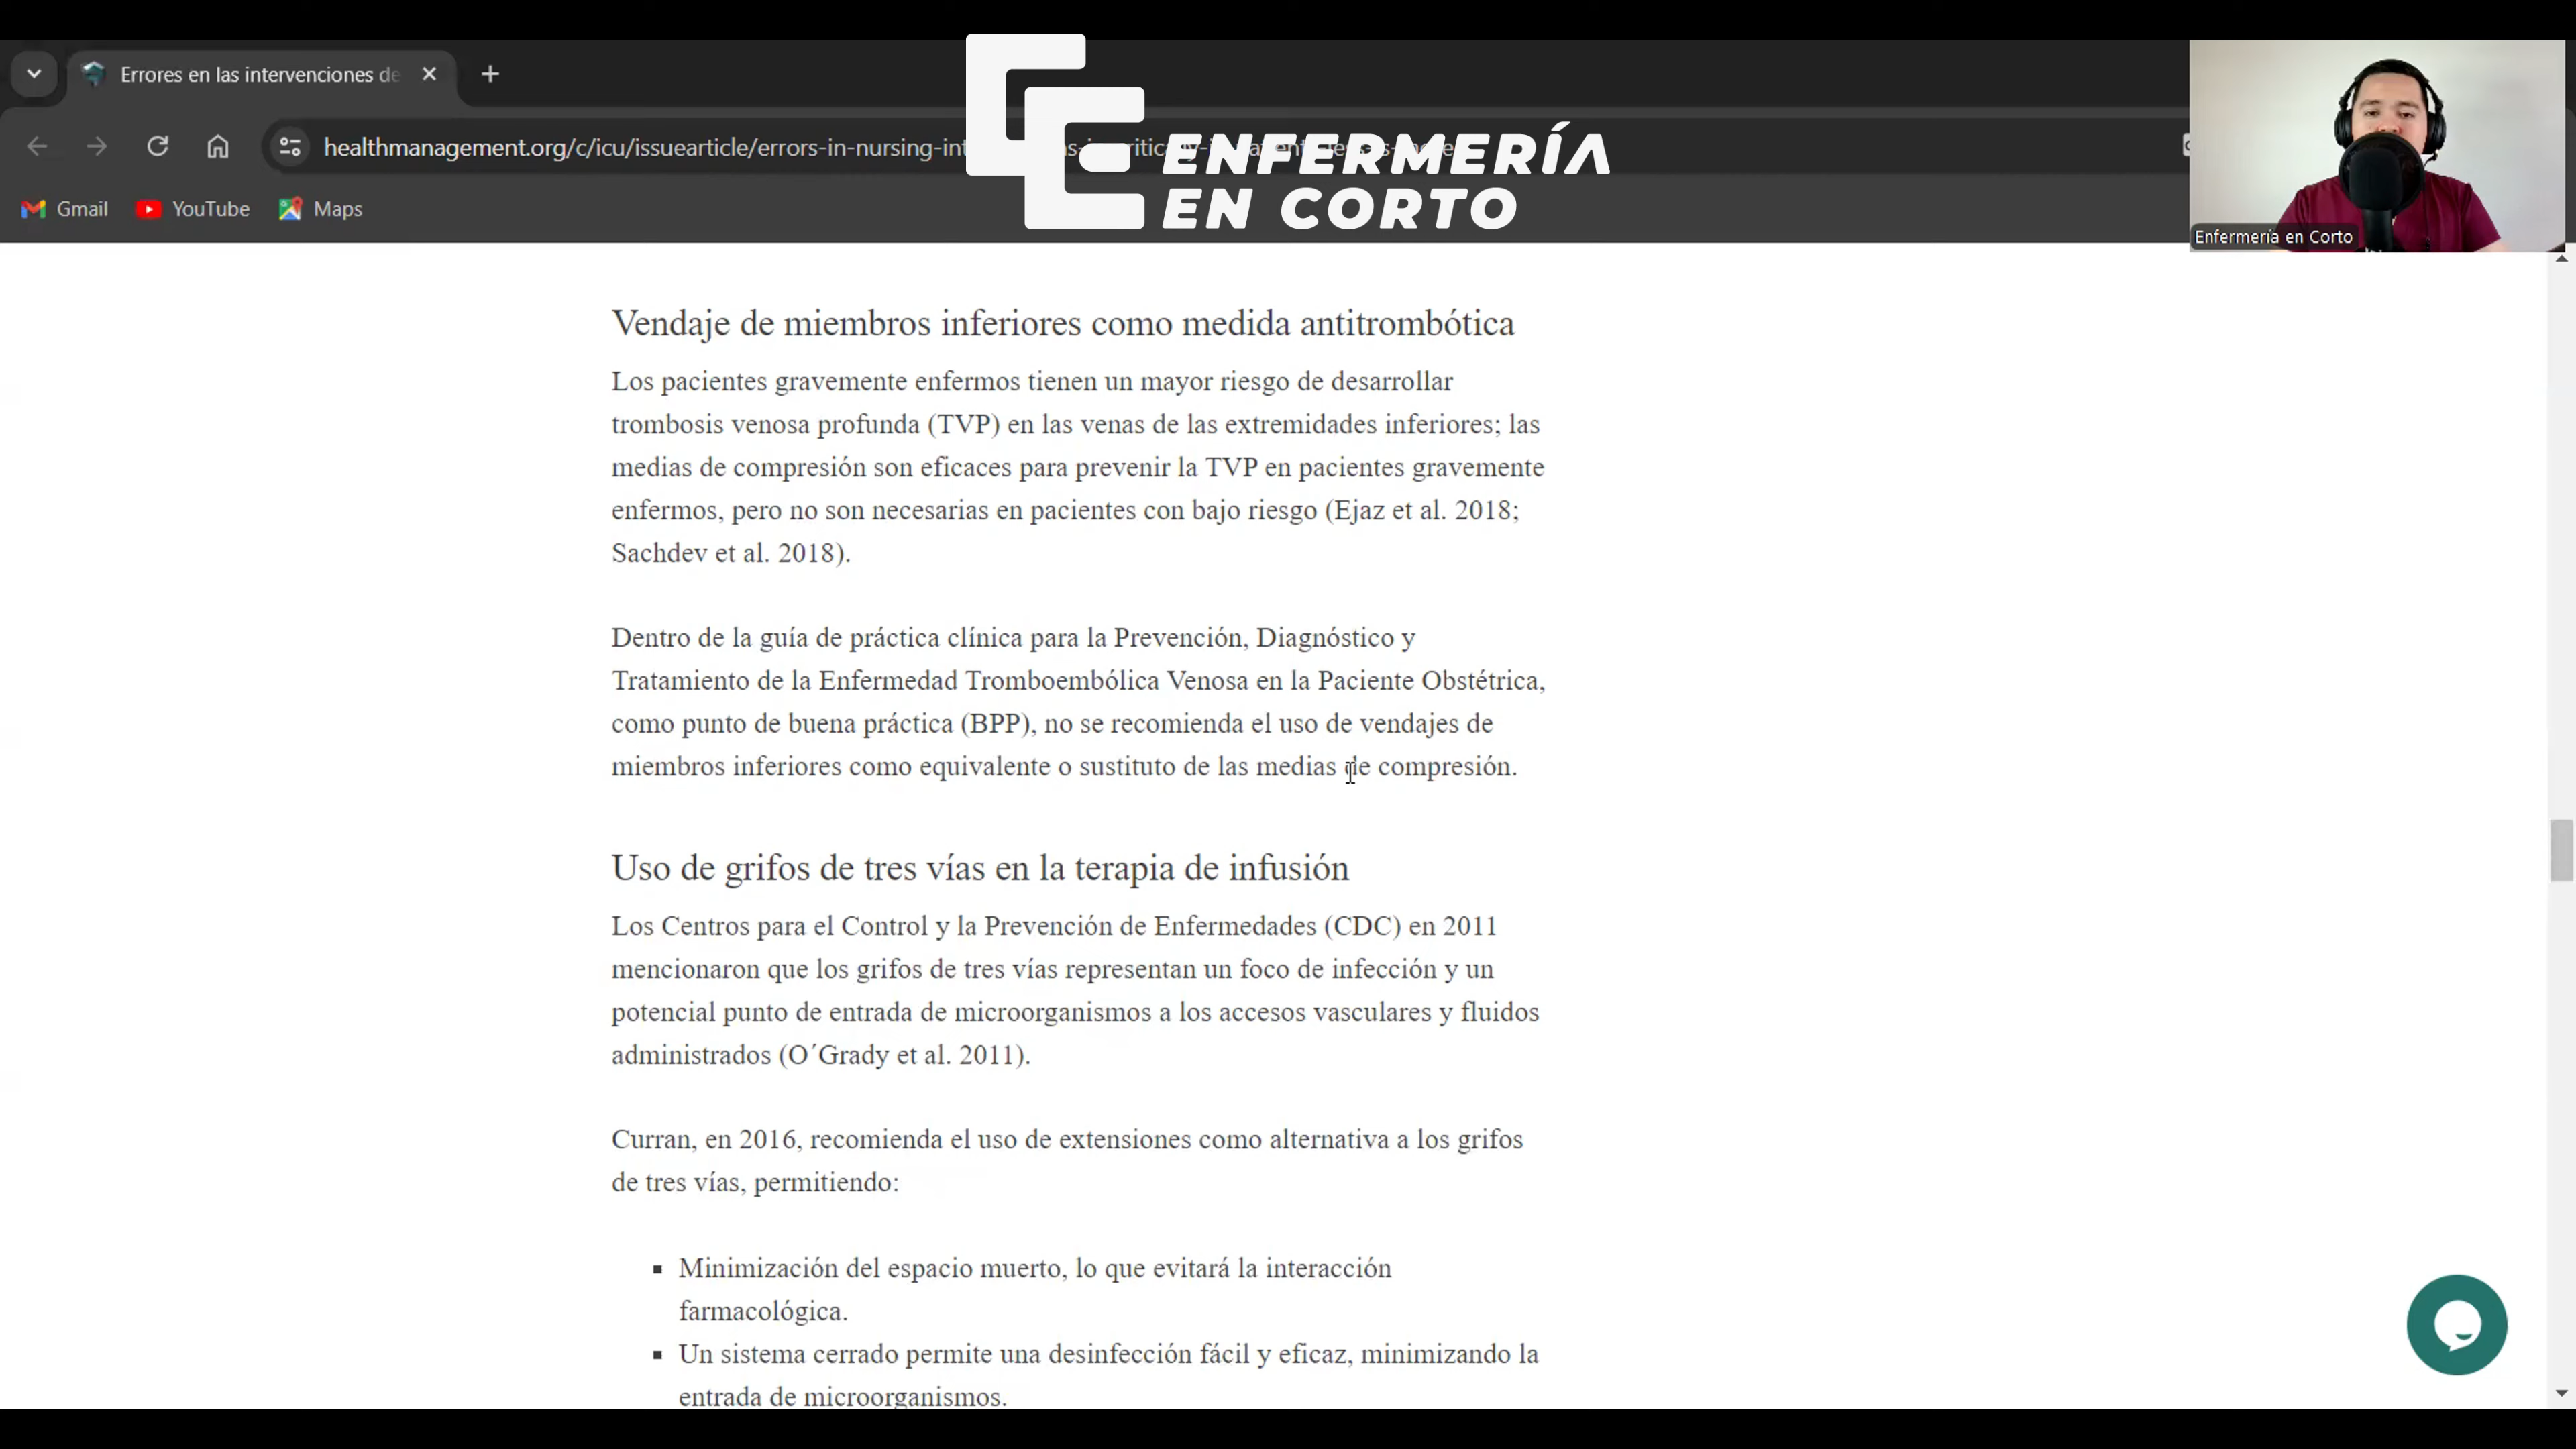 Errores en las intervenciones de
ENFERMERÍA
EN CORTO
healthmanagement.org/c/icu/issuearticle/errors-in-nursing-int
Gmail
YouTube
Maps
Enfermería en Corto
Vendaje de miembros inferiores como medida antitrombótica
Los pacientes gravemente enfermos tienen un mayor riesgo de desarrollar
trombosis venosa profunda (TVP) en las venas de las extremidades inferiores; las
medias de compresión son eficaces para prevenir la TVP en pacientes gravemente
enfermos, pero no son necesarias en pacientes con bajo riesgo (Ejaz et al. 2018;
Sachdev et al. 2018).
Dentro de la guía de práctica clínica para la Prevención, Diagnóstico y
Tratamiento de la Enfermedad Tromboembólica Venosa en la Paciente Obstétrica,
como punto de buena práctica (BPP), no se recomienda el uso de vendajes de
miembros inferiores como equivalente o sustituto de las medias de compresión.
Uso de grifos de tres vías en la terapia de infusión
Los Centros para el Control y la Prevención de Enfermedades (CDC) en 2011
mencionaron que los grifos de tres vías representan un foco de infección y un
potencial punto de entrada de microorganismos a los accesos vasculares y fluidos
administrados (O´Grady et al. 2011).
Curran, en 2016, recomienda el uso de extensiones como alternativa a los grifos
de tres vías, permitiendo:
▪ Minimización del espacio muerto, lo que evitará la interacción
farmacológica.
▪ Un sistema cerrado permite una desinfección fácil y eficaz, minimizando la
entrada de microorganismos.